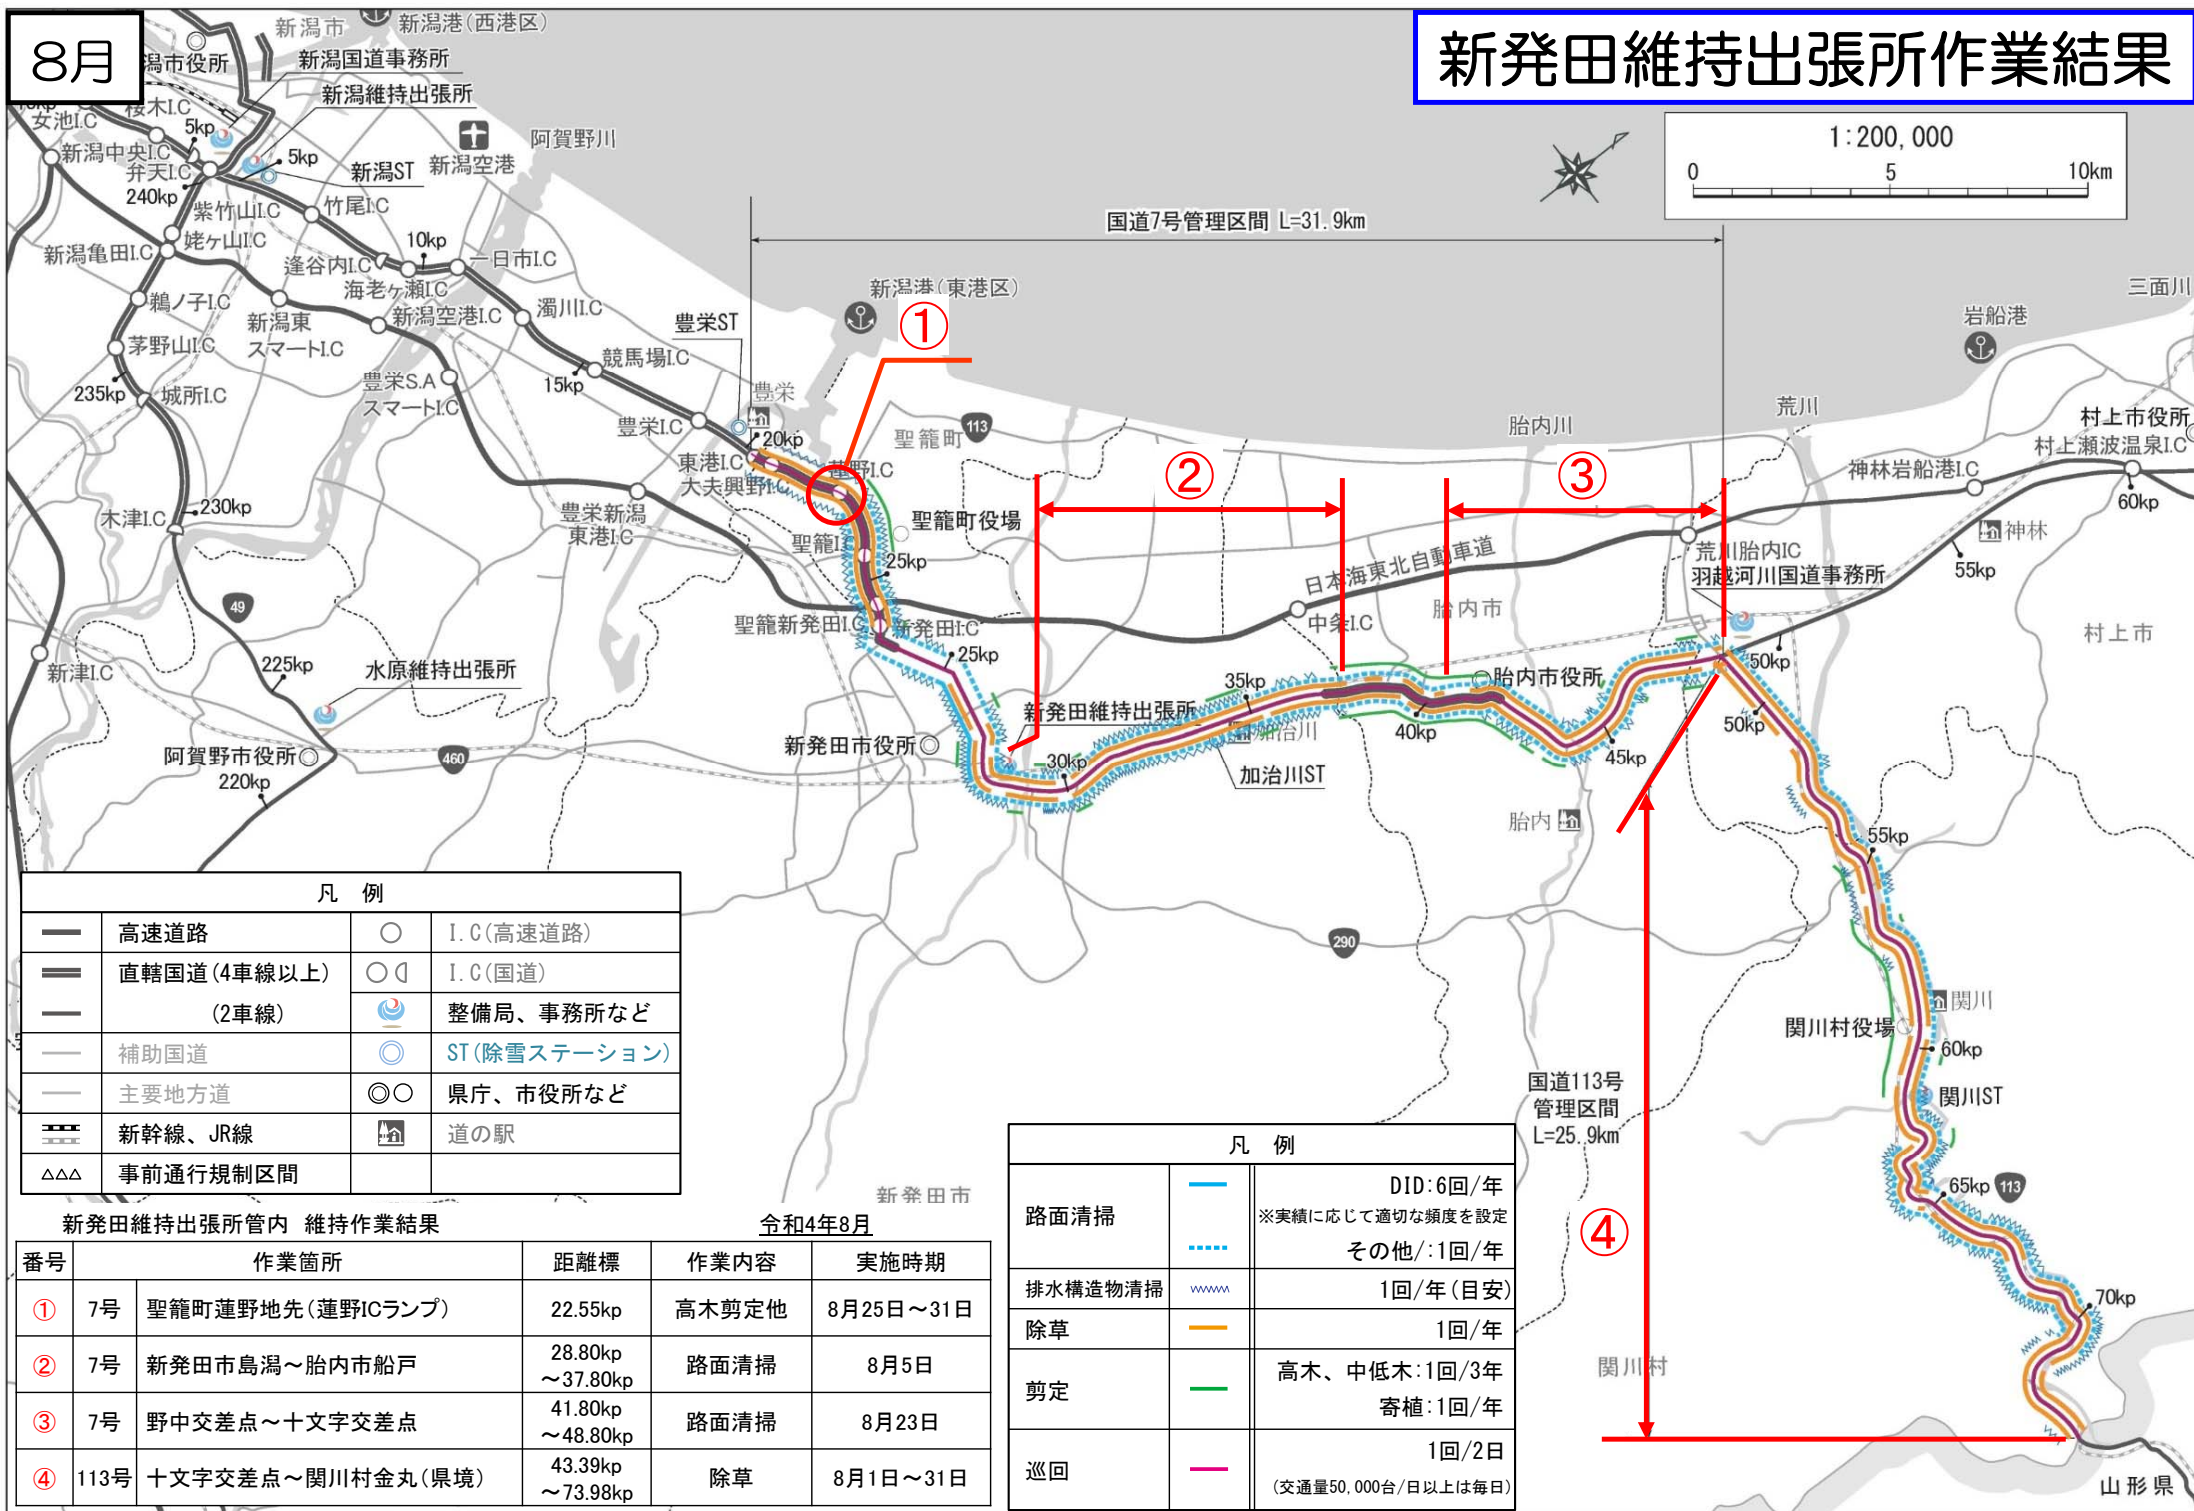 8月
新発田維持出張所作業結果
新潟市
新潟港(西港区)
潟市役所
新潟国道事務所
新潟維持出張所
桜木I.C
女池I.C
5kp
新潟中央I.C
弁天I.C
240kp
5kp
新潟ST
新潟空港
阿賀野川
紫竹山I.C
竹尾I.C
姥ヶ山I.C
新潟亀田I.C
10kp
逢谷内I.C
一日市I.C
海老ヶ瀬I.C
鵜ノ子I.C
新潟東
スマートI.C
新潟空港I.C
濁川I.C
茅野山I.C
235kp
城所I.C
豊栄S.A
スマートI.C
15kp
競馬場I.C
豊栄ST
豊栄
豊栄I.C
20kp
東港I.C
大夫興野I.C
蓮野I.C
新潟港(東港区)
①
国道7号管理区間 L=31.9km
1:200,000
0 5 10km
三面川
岩船港
荒川
胎内川
村上市役所
村上瀬波温泉I.C
60kp
神林岩船港I.C
神林
55kp
聖籠町
113
②
③
木津I.C
230kp
豊栄新潟
東港I.C
聖籠町役場
聖籠I.
25kp
日本海東北自動車道
荒川胎内IC
羽越河川国道事務所
49
聖籠新発田I.C
新発田I.C
中条I.C
胎内市
村上市
新津I.C
225kp
水原維持出張所
25kp
35kp
胎内市役所
50kp
新発田維持出張所
50kp
阿賀野市役所
220kp
460
新発田市役所
30kp
加治川
加治川ST
40kp
45kp
胎内
55kp
290
関川
関川村役場
60kp
関川ST
国道113号
管理区間
L=25.9km
65kp
113
④
70kp
新発田市
関川村
山形県
凡 例
高速道路 I.C(高速道路)
直轄国道(4車線以上) I.C(国道)
(2車線) 整備局、事務所など
補助国道 ST(除雪ステーション)
主要地方道 県庁、市役所など
新幹線、JR線 道の駅
事前通行規制区間
凡 例
路面清掃 DID:6回/年
※実績に応じて適切な頻度を設定
その他/:1回/年
排水構造物清掃 1回/年(目安)
除草 1回/年
剪定 高木、中低木:1回/3年
寄植:1回/年
巡回 1回/2日
(交通量50,000台/日以上は毎日)
新発田維持出張所管内 維持作業結果 令和4年8月
番号 作業箇所 距離標 作業内容 実施時期
① 7号 聖籠町蓮野地先(蓮野ICランプ) 22.55kp 高木剪定他 8月25日～31日
② 7号 新発田市島潟～胎内市船戸 28.80kp ～37.80kp 路面清掃 8月5日
③ 7号 野中交差点～十文字交差点 41.80kp ～48.80kp 路面清掃 8月23日
④ 113号 十文字交差点～関川村金丸(県境) 43.39kp ～73.98kp 除草 8月1日～31日